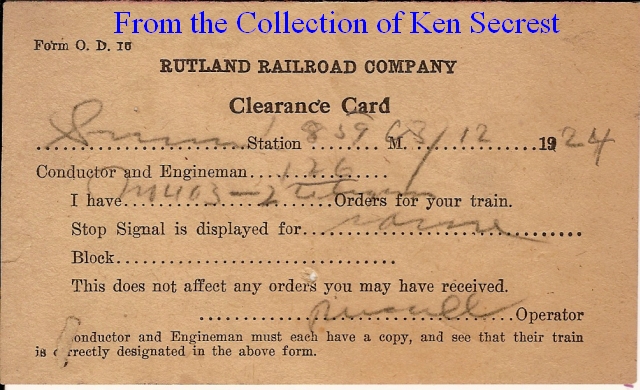 From the Collection of Ken Secrest
Form O. D. 16
RUTLAND RAILROAD COMPANY
Clearance Card
Station 859 M. 12 1924
Conductor and Engineman 126
I have Orders for your train.
Stop Signal is displayed for
Block
This does not affect any orders you may have received.
Operator
Conductor and Engineman must each have a copy, and see that their train
is correctly designated in the above form.